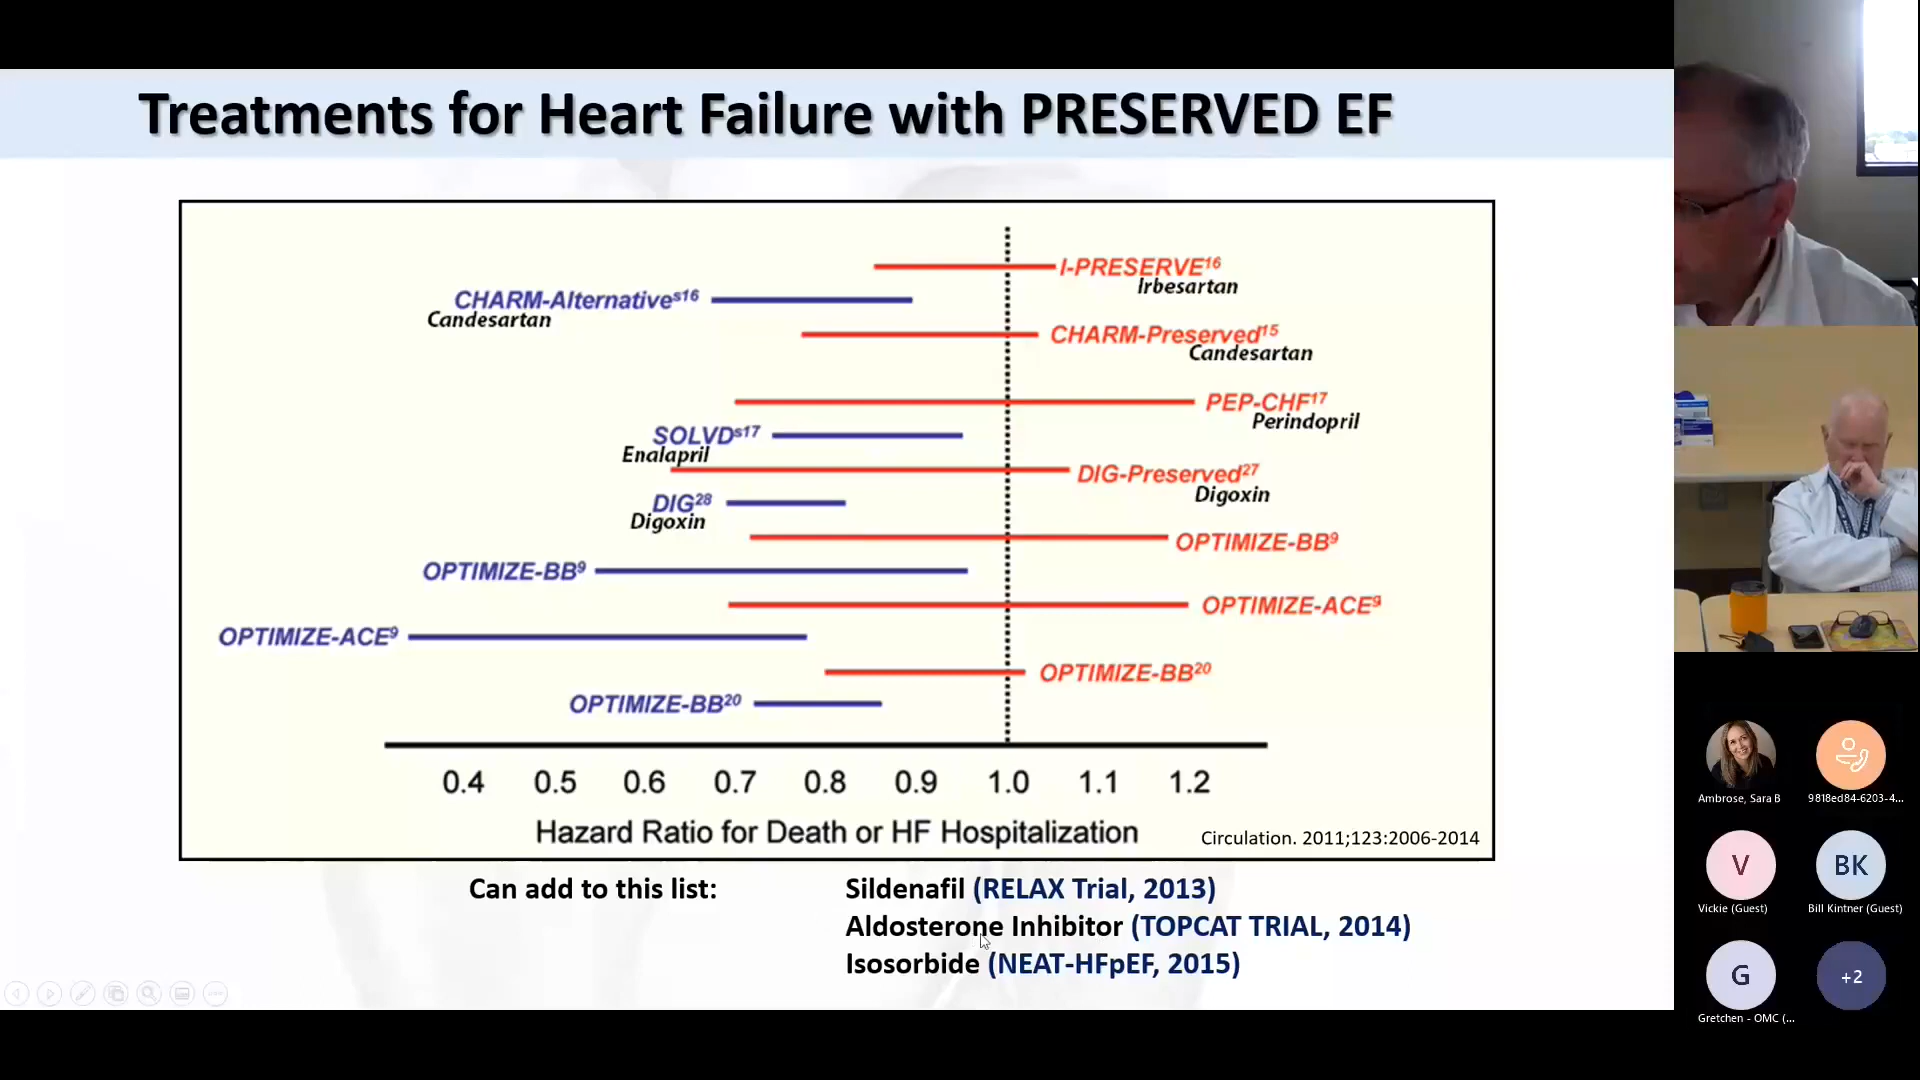 Treatments for Heart Failure with PRESERVED EF
I-PRESERVE16
Irbesartan
CHARM-Alternatives16
Candesartan
CHARM-Preserved15
Candesartan
PEP-CHF17
Perindopril
SOLVDs17
Enalapril
DIG-Preserved27
Digoxin
DIG28
Digoxin
OPTIMIZE-BB9
OPTIMIZE-BB9
OPTIMIZE-ACE9
OPTIMIZE-ACE9
OPTIMIZE-BB20
OPTIMIZE-BB20
0.4 0.5 0.6 0.7 0.8 0.9 1.0 1.1 1.2
Hazard Ratio for Death or HF Hospitalization
Circulation. 2011;123:2006-2014
Can add to this list: Sildenafil (RELAX Trial, 2013)
Aldosterone Inhibitor (TOPCAT TRIAL, 2014)
Isosorbide (NEAT-HFpEF, 2015)
Ambrose, Sara B
9818ed84-6203-4...
V
BK
Vickie (Guest)
Bill Kintner (Guest)
G
+2
Gretchen - OMC (...